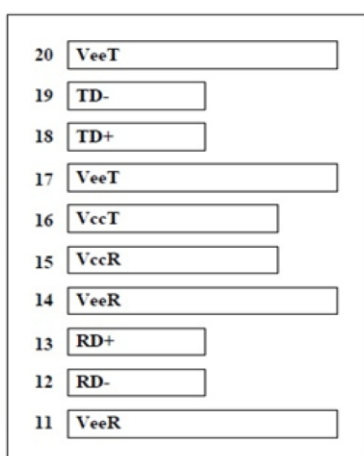 20 VeeT
19 TD-
18 TD+
17 VeeT
16 VccT
15 VccR
14 VeeR
13 RD+
12 RD-
11 VeeR